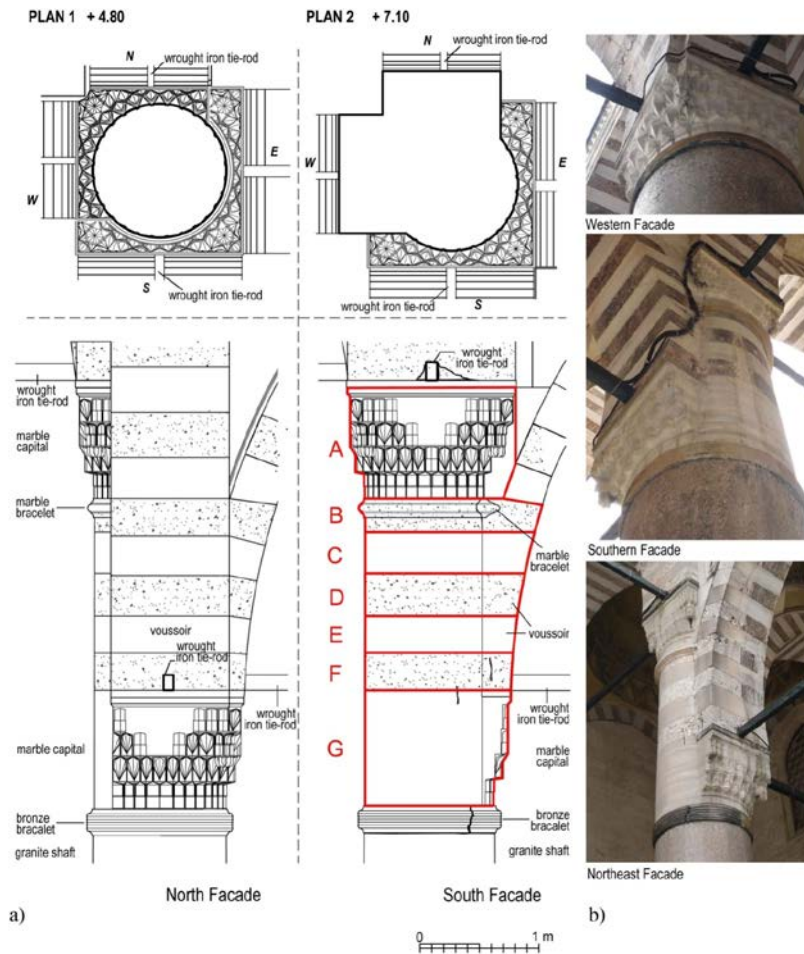 PLAN 1 + 4.80
PLAN 2 + 7.10
N
wrought iron tie-rod
E
W
S
wrought iron tie-rod
N
wrought iron tie-rod
W
E
wrought iron tie-rod
S
Western Facade
wrought
iron tie-rod
marble
capital
marble
bracelet
voussoir
wrought
iron tie-rod
wrought
iron tie-rod
marble capital
bronze
bracalet
granite shaft
North Facade
wrought
iron tie-rod
A
B
C
D
E
F
G
marble
bracelet
voussoir
wrought
iron tie-rod
marble
capital
bronze
bracalet
granite shaft
South Facade
Southern Facade
Northeast Facade
a)
b)
0
1 m